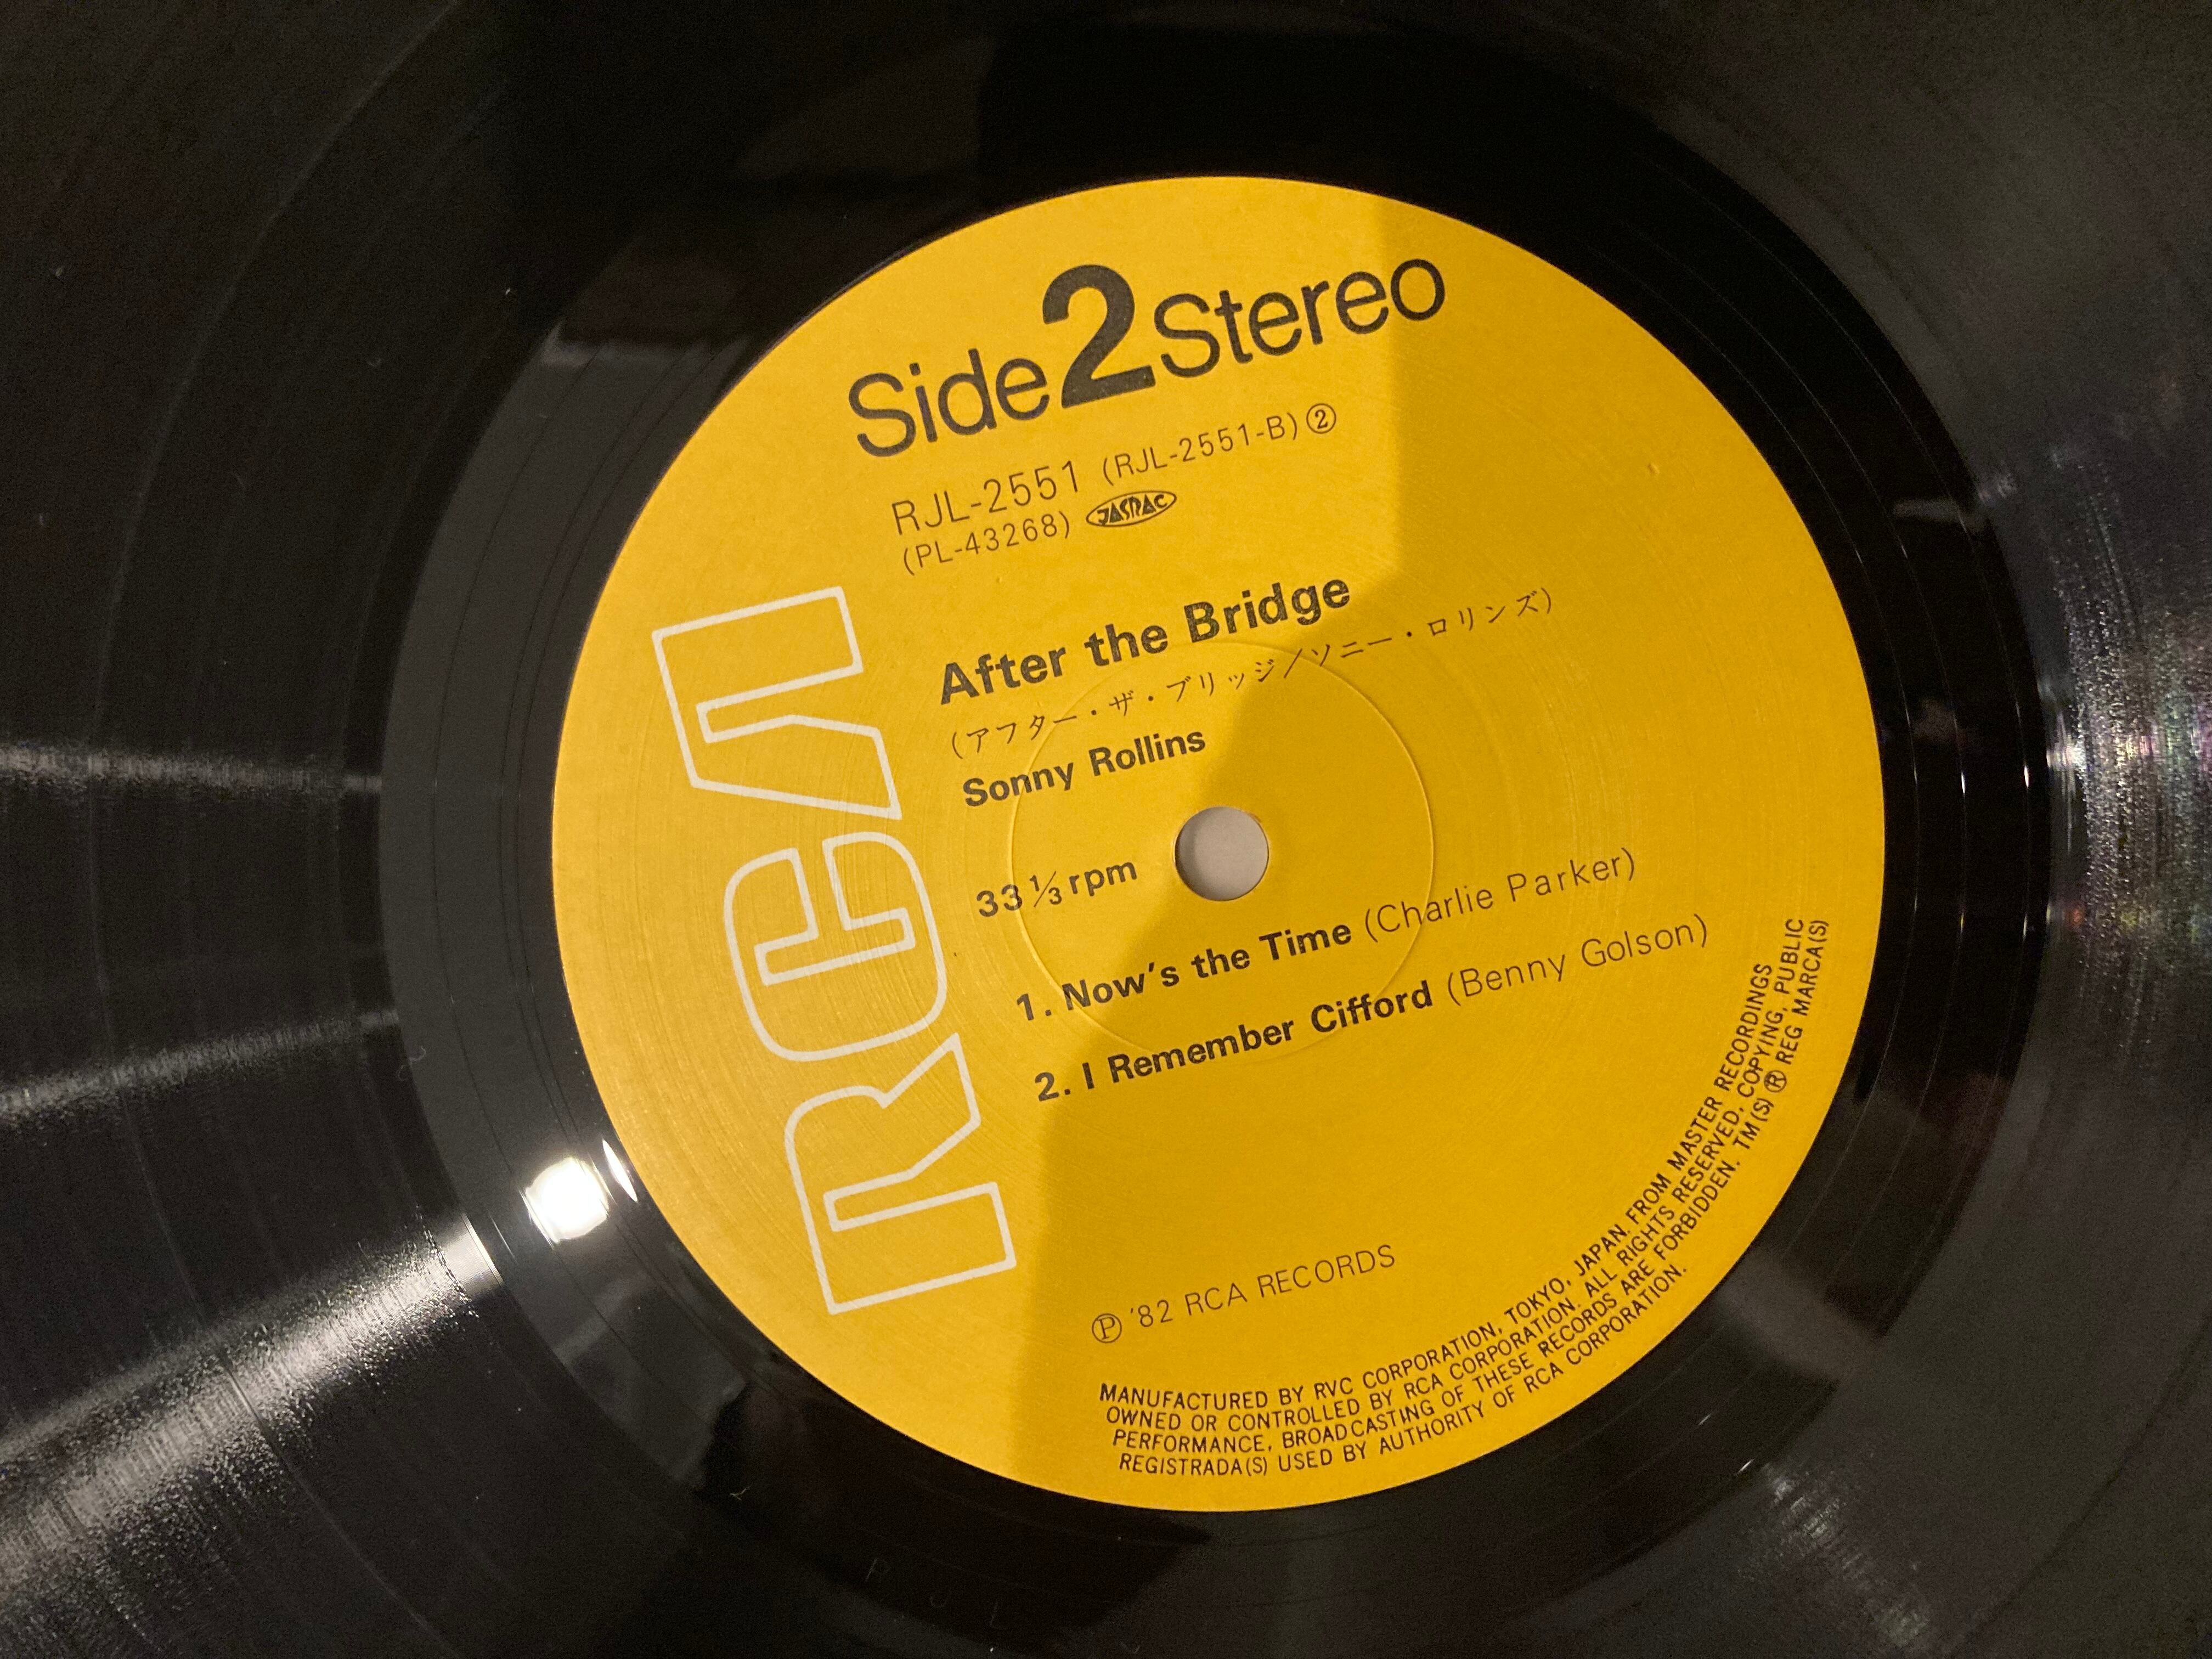 Side 2 Stereo
RJL-2551 (RJL-2551-B) ②
(PL-43268) JASRAC
After the Bridge
(アフター・ザ・ブリッジ/ソニー・ロリンズ)
Sonny Rollins
33 ⅓ rpm
1. Now's the Time (Charlie Parker)
2. I Remember Cifford (Benny Golson)
Ⓟ '82 RCA RECORDS
RCA
MANUFACTURED BY RVC CORPORATION, TOKYO, JAPAN. FROM MASTER RECORDINGS
OWNED OR CONTROLLED BY RCA CORPORATION. ALL RIGHTS RESERVED. COPYING, PUBLIC
PERFORMANCE, BROADCASTING OF THESE RECORDS ARE FORBIDDEN. TM(S) ® REG MARCA(S)
REGISTRADA(S) USED BY AUTHORITY OF RCA CORPORATION.